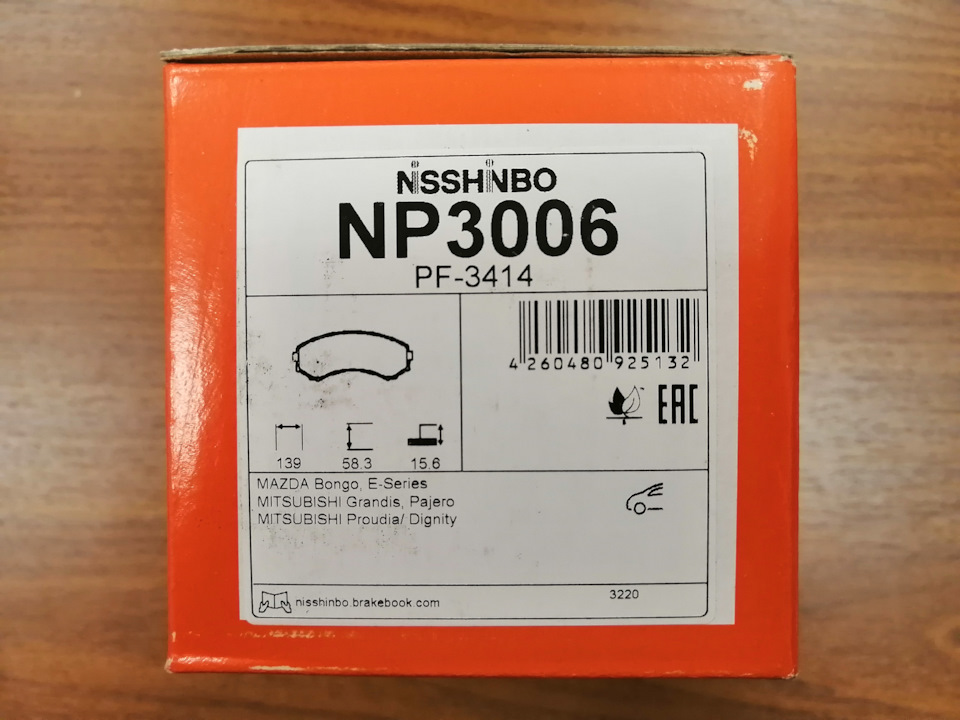 NiSSHiNBO
NP3006
PF-3414
4 260480 925132
EAC
139 58.3 15.6
MAZDA Bongo, E-Series
MITSUBISHI Grandis, Pajero
MITSUBISHI Proudia/ Dignity
nisshinbo.brakebook.com
3220